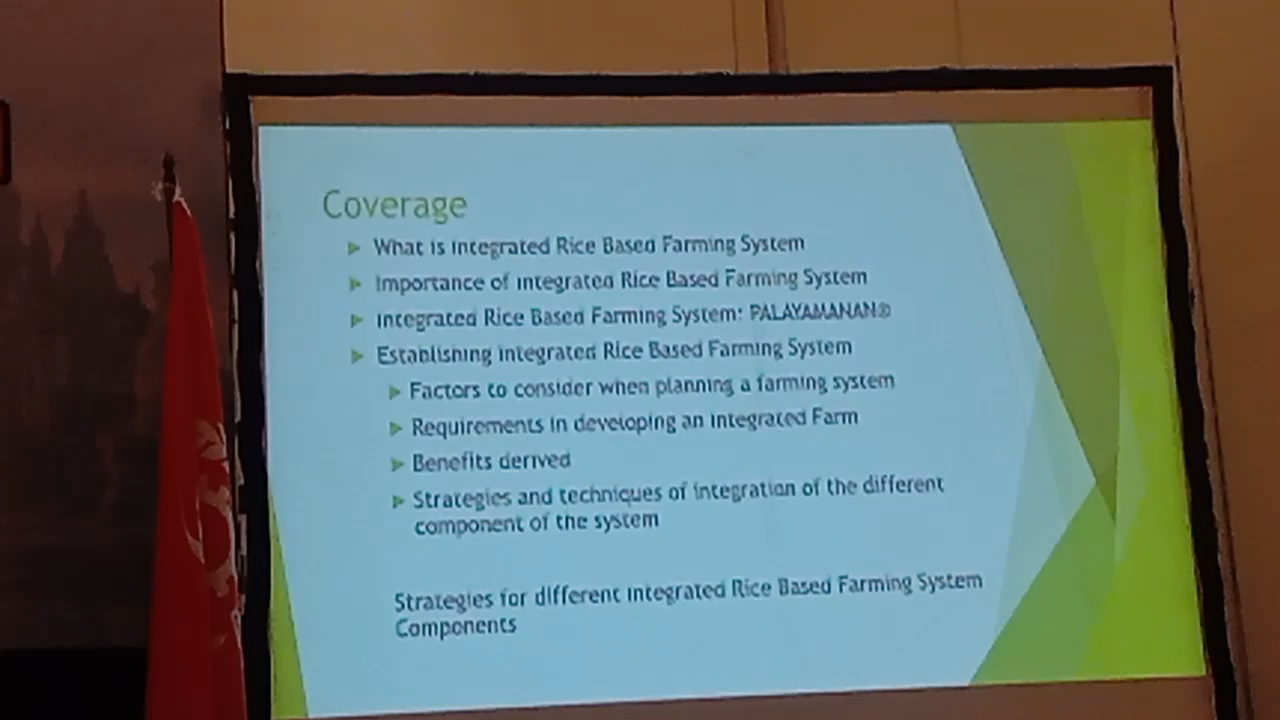 Coverage
What is Integrated Rice Based Farming System
Importance of Integrated Rice Based Farming System
Integrated Rice Based Farming System: PALAYAMANAN®
Establishing Integrated Rice Based Farming System
Factors to consider when planning a farming system
Requirements in developing an Integrated Farm
Benefits derived
Strategies and techniques of integration of the different
component of the system
Strategies for different Integrated Rice Based Farming System
Components